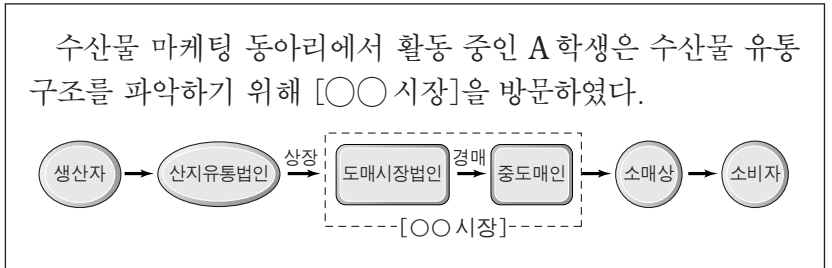 수산물 마케팅 동아리에서 활동 중인 A 학생은 수산물 유통
구조를 파악하기 위해 [○○ 시장]을 방문하였다.
생산자 → 산지유통법인 상장 → 도매시장법인 경매 → 중도매인 → 소매상 → 소비자
[○○ 시장]